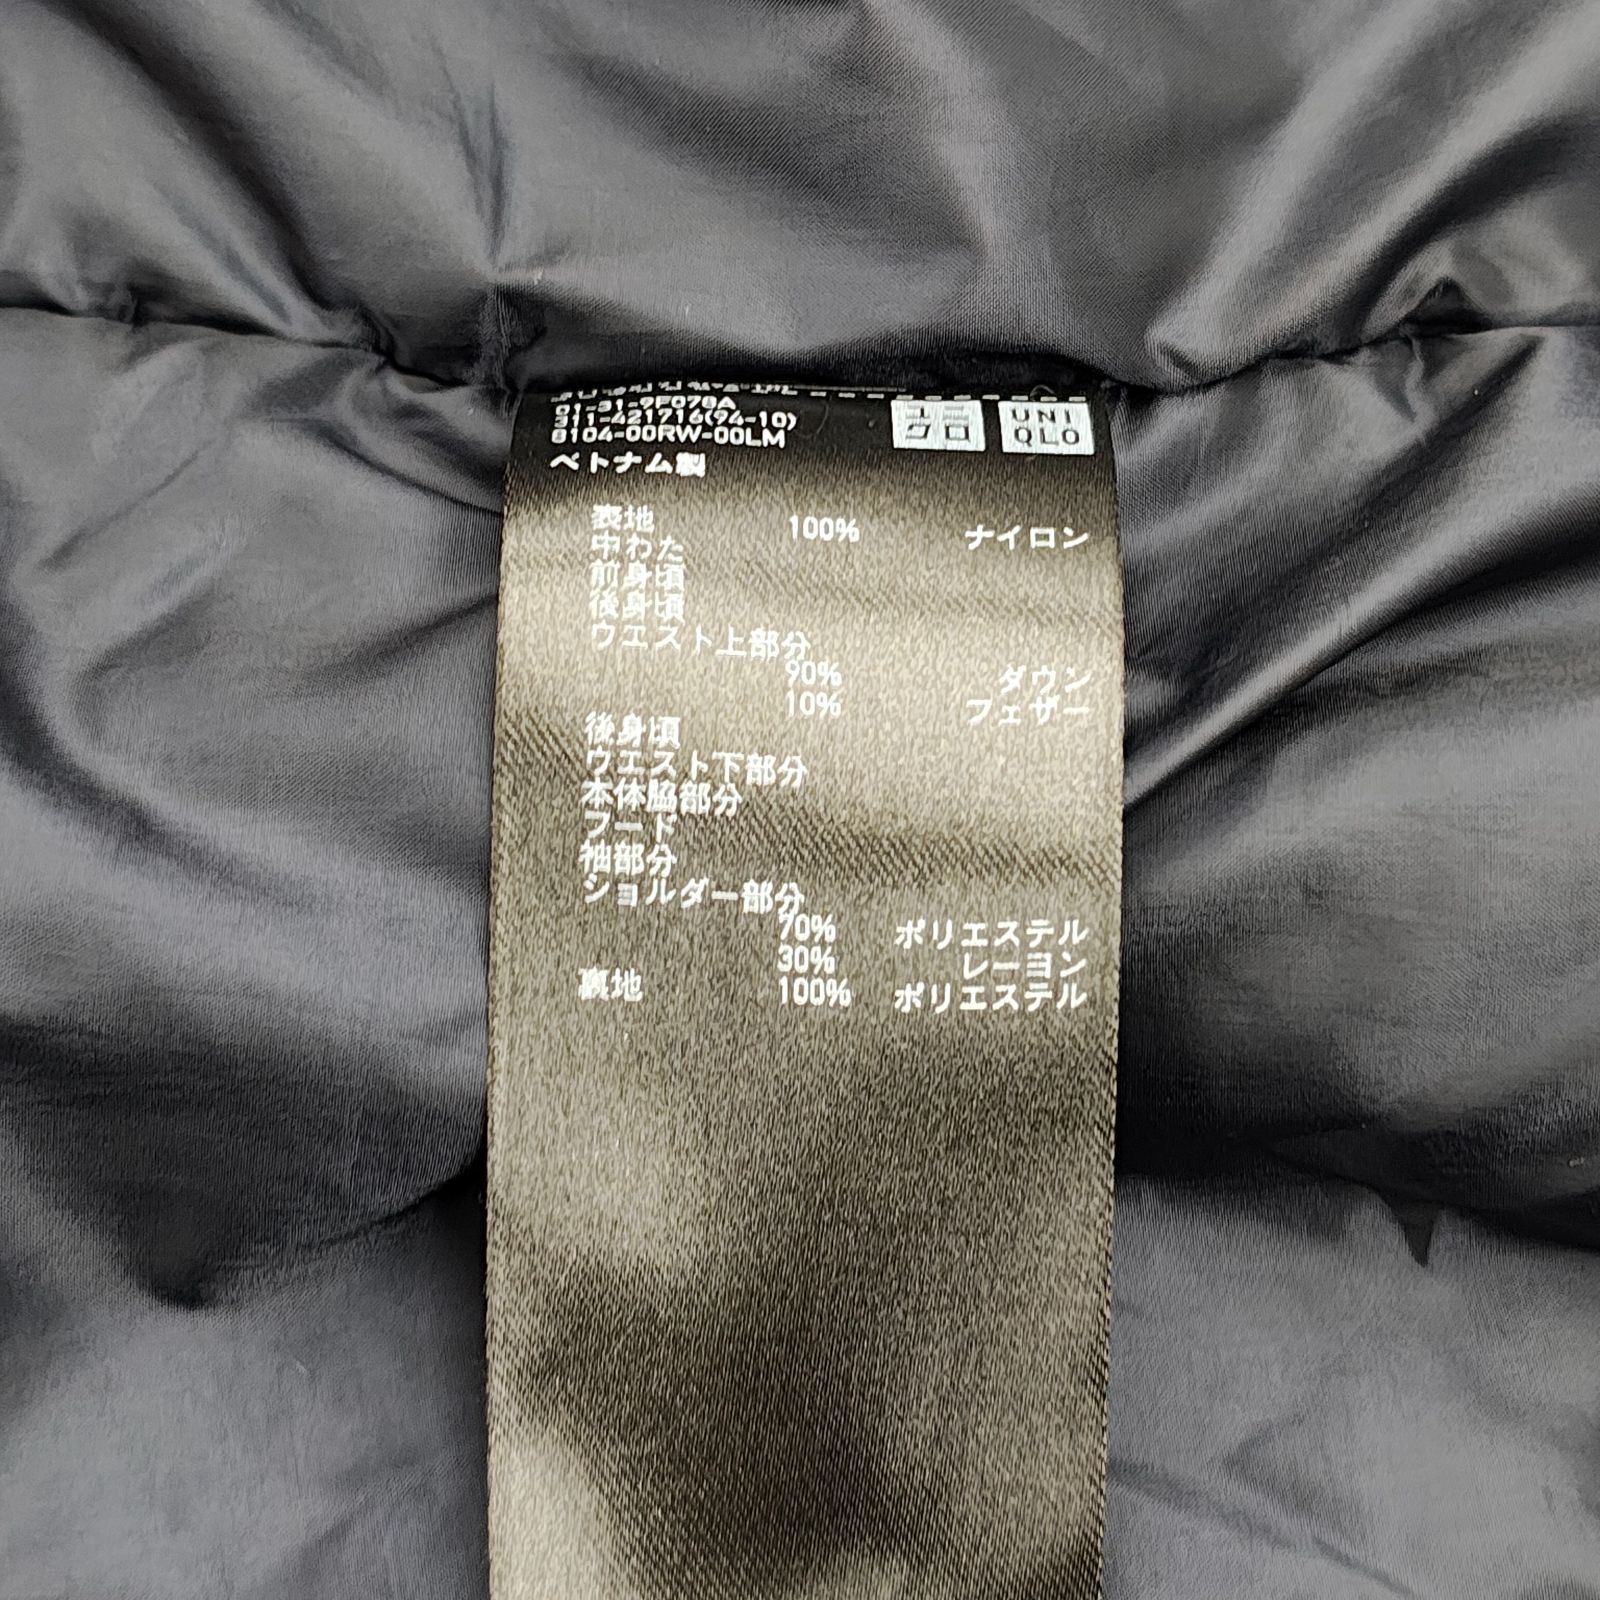 01-31-9F070A
311-421716(94-10)
8104-00RW-00LM
ユニ
クロ
UNI
QLO
ベトナム製
表地 100% ナイロン
中わた
前身頃
後身頃
ウエスト上部分
90% ダウン
10% フェザー
後身頃
ウエスト下部分
本体脇部分
フード
袖部分
ショルダー部分
70% ポリエステル
30% レーヨン
裏地 100% ポリエステル